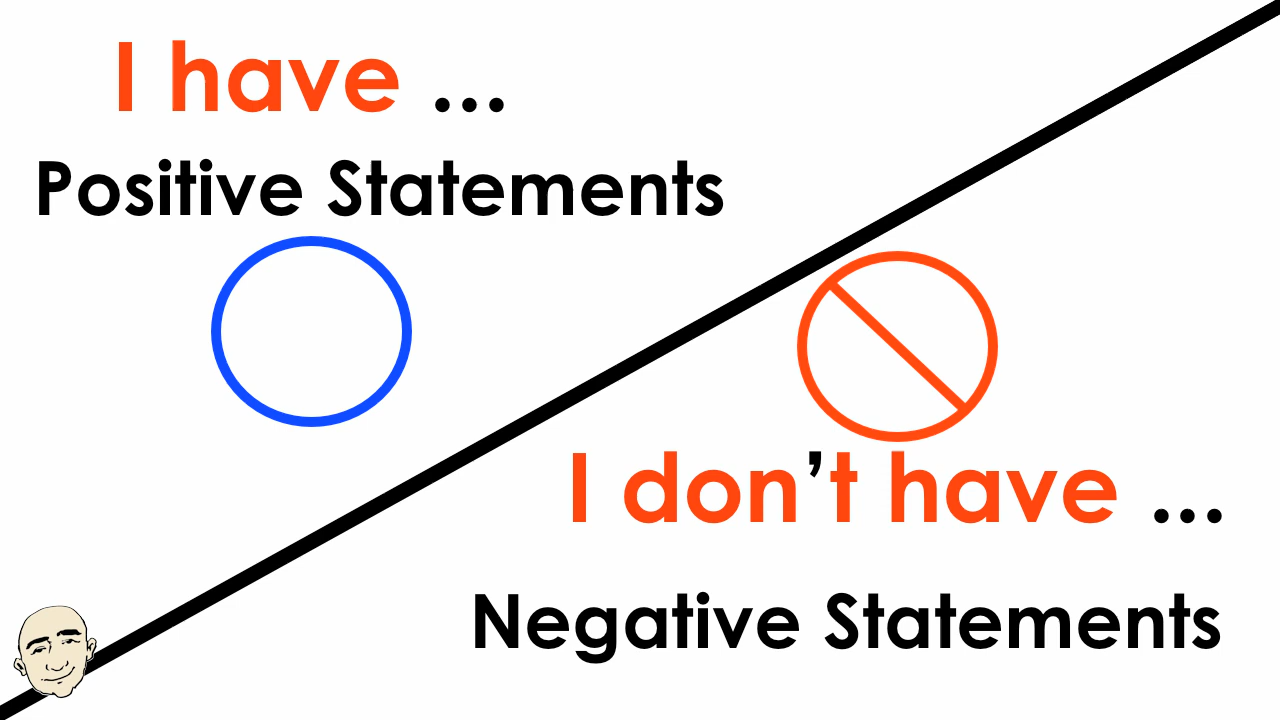 I have ...
Positive Statements
I don’t have ...
Negative Statements